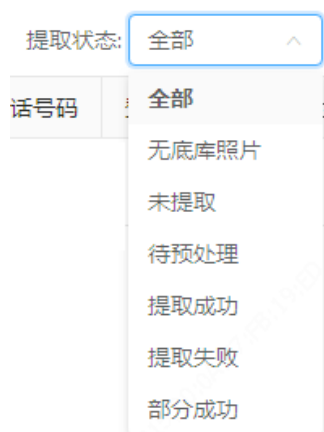 提取状态: 全部
话号码
全部
无底库照片
未提取
待预处理
提取成功
提取失败
部分成功